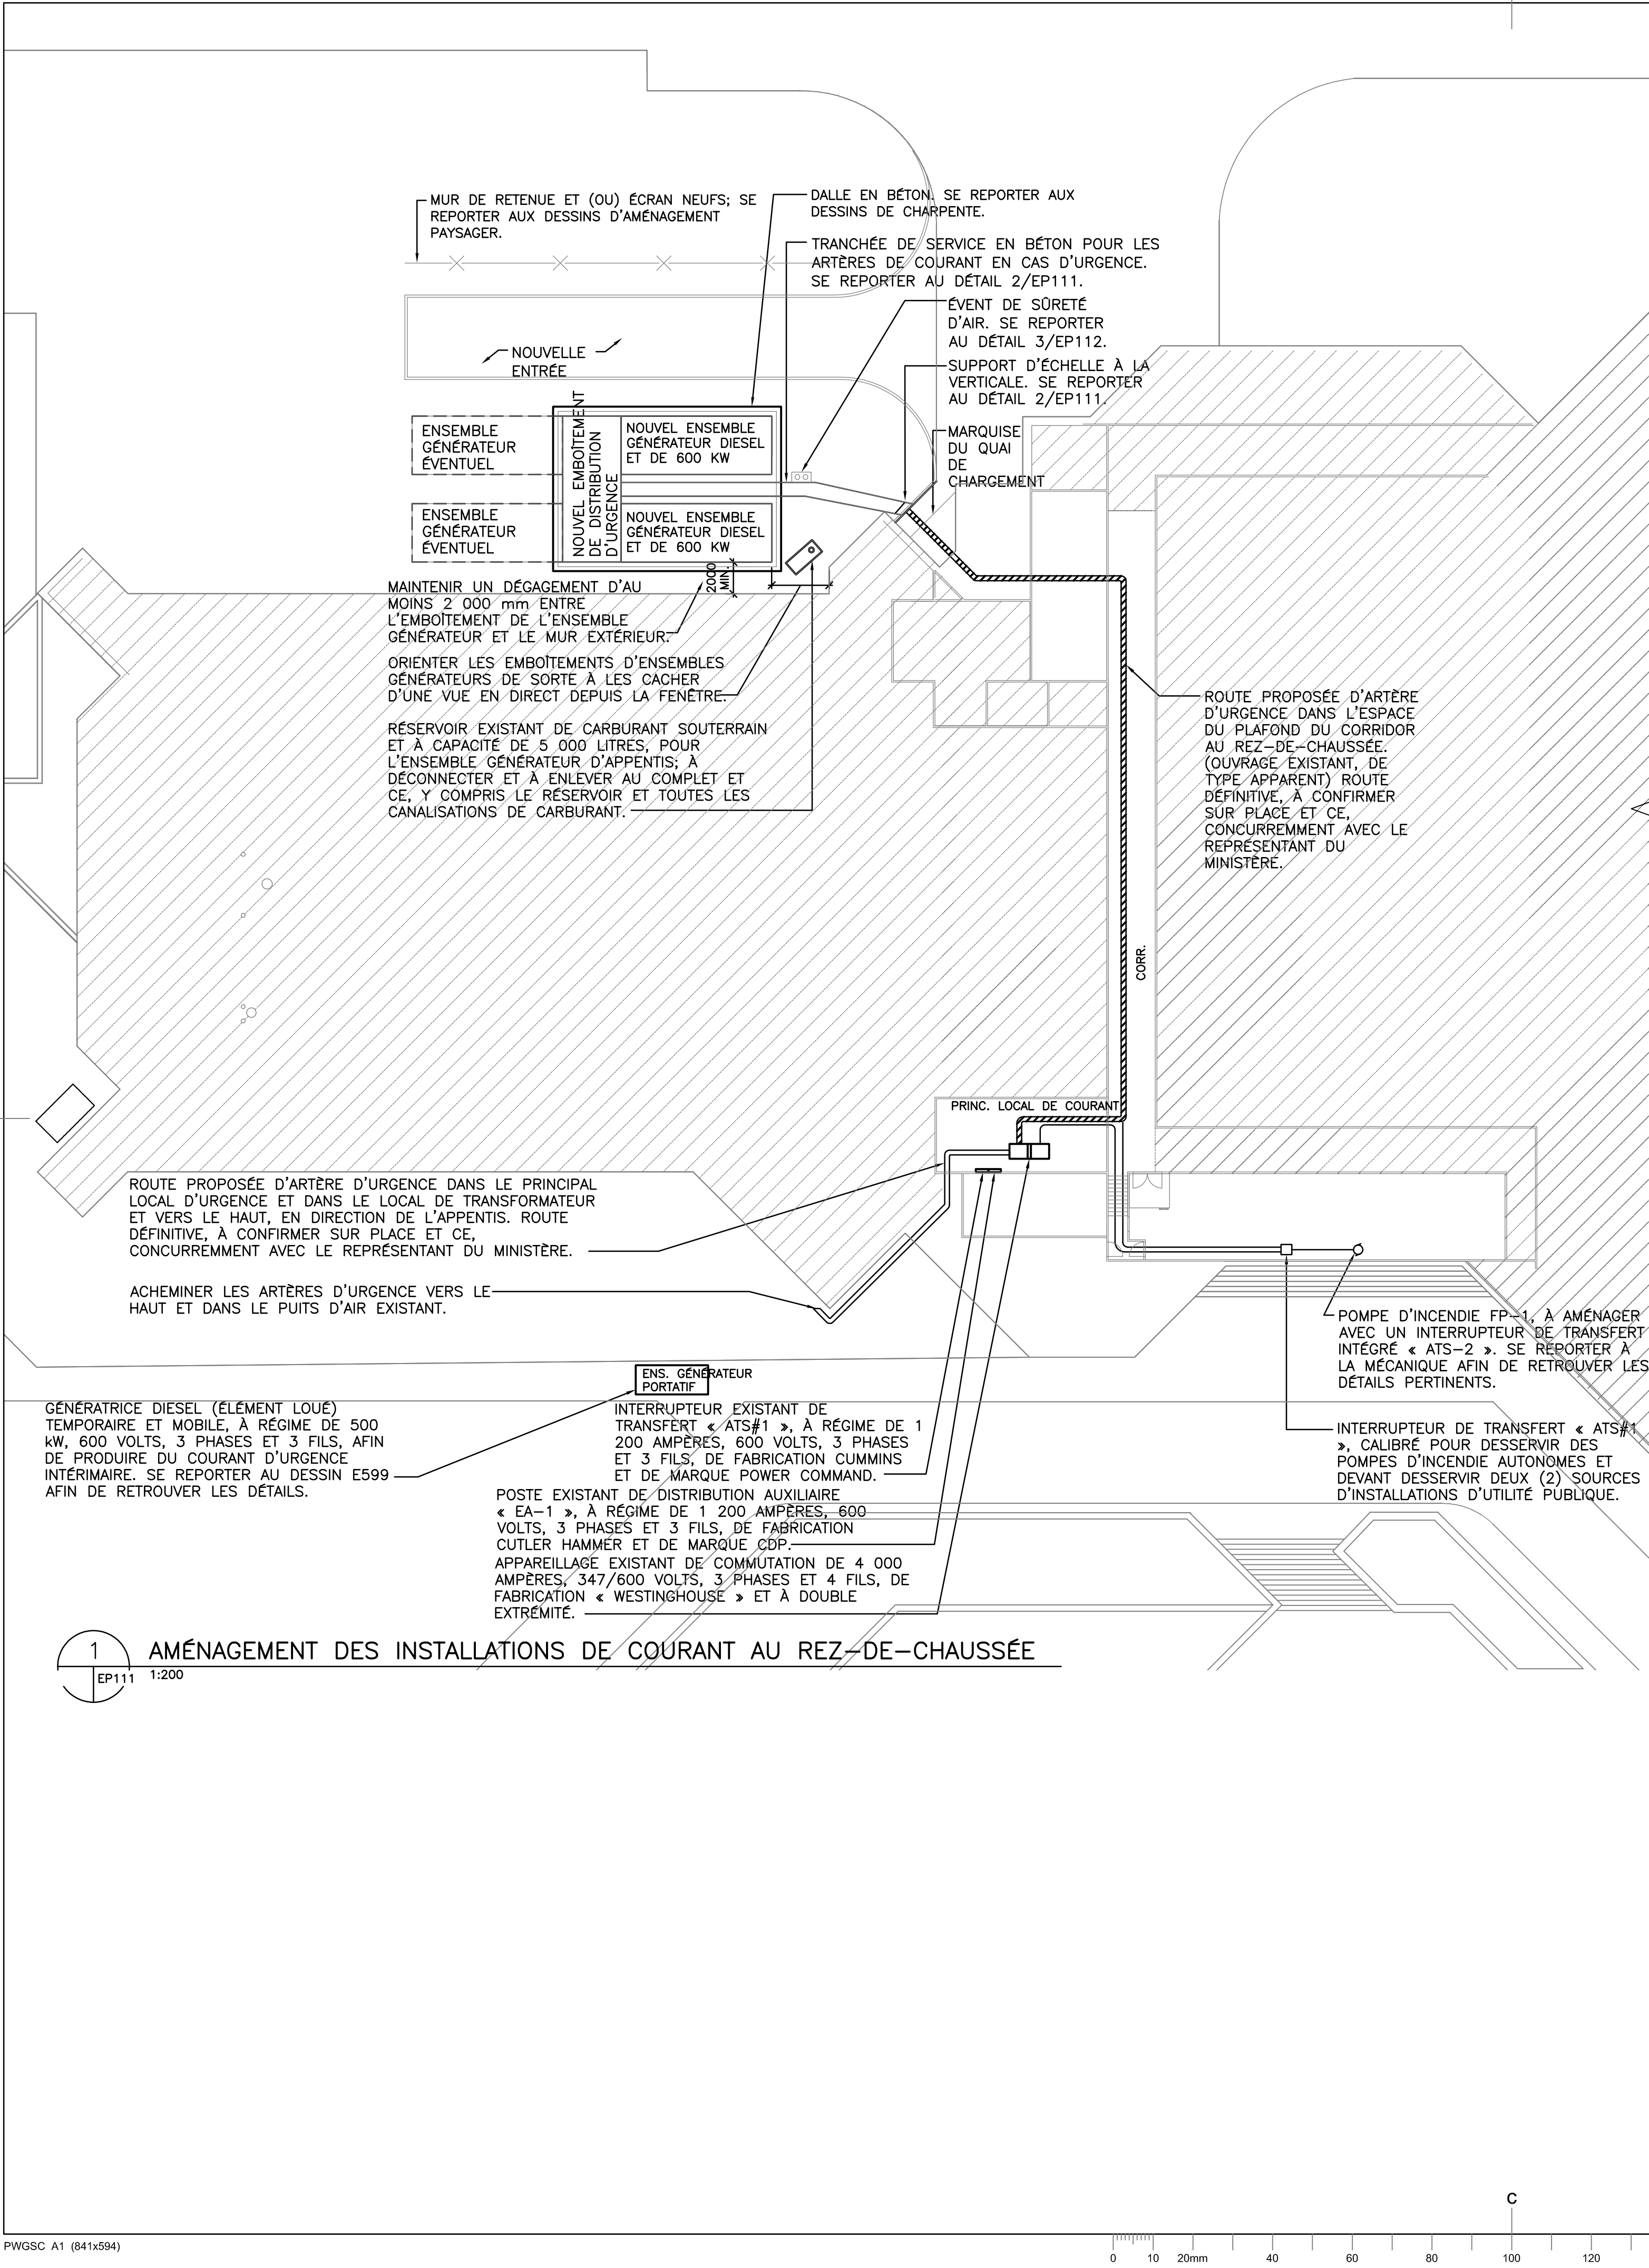 MUR DE RETENUE ET (OU) ÉCRAN NEUFS; SE
REPORTER AUX DESSINS D'AMÉNAGEMENT
PAYSAGER.
DALLE EN BÉTON. SE REPORTER AUX
DESSINS DE CHARPENTE.
TRANCHÉE DE SERVICE EN BÉTON POUR LES
ARTÈRES DE COURANT EN CAS D'URGENCE.
SE REPORTER AU DÉTAIL 2/EP111.
ÉVENT DE SÛRETÉ
D'AIR. SE REPORTER
AU DÉTAIL 3/EP112.
NOUVELLE
ENTRÉE
SUPPORT D'ÉCHELLE À LA
VERTICALE. SE REPORTER
AU DÉTAIL 2/EP111.
MARQUISE
DU QUAI
DE
CHARGEMENT
ENSEMBLE
GÉNÉRATEUR
ÉVENTUEL
ENSEMBLE
GÉNÉRATEUR
ÉVENTUEL
NOUVEL EMBOÎTEMENT
DE DISTRIBUTION
D'URGENCE
NOUVEL ENSEMBLE
GÉNÉRATEUR DIESEL
ET DE 600 KW
NOUVEL ENSEMBLE
GÉNÉRATEUR DIESEL
ET DE 600 KW
2000
MIN.
MAINTENIR UN DÉGAGEMENT D'AU
MOINS 2 000 mm ENTRE
L'EMBOÎTEMENT DE L'ENSEMBLE
GÉNÉRATEUR ET LE MUR EXTÉRIEUR.
ORIENTER LES EMBOÎTEMENTS D'ENSEMBLES
GÉNÉRATEURS DE SORTE À LES CACHER
D'UNE VUE EN DIRECT DEPUIS LA FENÊTRE.
RÉSERVOIR EXISTANT DE CARBURANT SOUTERRAIN
ET À CAPACITÉ DE 5 000 LITRES, POUR
L'ENSEMBLE GÉNÉRATEUR D'APPENTIS; À
DÉCONNECTER ET À ENLEVER AU COMPLET ET
CE, Y COMPRIS LE RÉSERVOIR ET TOUTES LES
CANALISATIONS DE CARBURANT.
ROUTE PROPOSÉE D'ARTÈRE
D'URGENCE DANS L'ESPACE
DU PLAFOND DU CORRIDOR
AU REZ-DE-CHAUSSÉE.
(OUVRAGE EXISTANT, DE
TYPE APPARENT) ROUTE
DÉFINITIVE, À CONFIRMER
SUR PLACE ET CE,
CONCURREMMENT AVEC LE
REPRÉSENTANT DU
MINISTÈRE.
CORR.
PRINC. LOCAL DE COURANT
ROUTE PROPOSÉE D'ARTÈRE D'URGENCE DANS LE PRINCIPAL
LOCAL D'URGENCE ET DANS LE LOCAL DE TRANSFORMATEUR
ET VERS LE HAUT, EN DIRECTION DE L'APPENTIS. ROUTE
DÉFINITIVE, À CONFIRMER SUR PLACE ET CE,
CONCURREMMENT AVEC LE REPRÉSENTANT DU MINISTÈRE.
ACHEMINER LES ARTÈRES D'URGENCE VERS LE
HAUT ET DANS LE PUITS D'AIR EXISTANT.
POMPE D'INCENDIE FP-1, À AMÉNAGER
AVEC UN INTERRUPTEUR DE TRANSFERT
INTÉGRÉ « ATS-2 ». SE REPORTER À
LA MÉCANIQUE AFIN DE RETROUVER LES
DÉTAILS PERTINENTS.
ENS. GÉNÉRATEUR
PORTATIF
GÉNÉRATRICE DIESEL (ÉLÉMENT LOUÉ)
TEMPORAIRE ET MOBILE, À RÉGIME DE 500
kW, 600 VOLTS, 3 PHASES ET 3 FILS, AFIN
DE PRODUIRE DU COURANT D'URGENCE
INTÉRIMAIRE. SE REPORTER AU DESSIN E599
AFIN DE RETROUVER LES DÉTAILS.
INTERRUPTEUR EXISTANT DE
TRANSFERT « ATS#1 », À RÉGIME DE 1
200 AMPÈRES, 600 VOLTS, 3 PHASES
ET 3 FILS, DE FABRICATION CUMMINS
ET DE MARQUE POWER COMMAND.
INTERRUPTEUR DE TRANSFERT « ATS#1
», CALIBRÉ POUR DESSERVIR DES
POMPES D'INCENDIE AUTONOMES ET
DEVANT DESSERVIR DEUX (2) SOURCES
D'INSTALLATIONS D'UTILITÉ PUBLIQUE.
POSTE EXISTANT DE DISTRIBUTION AUXILIAIRE
« EA-1 », À RÉGIME DE 1 200 AMPÈRES, 600
VOLTS, 3 PHASES ET 3 FILS, DE FABRICATION
CUTLER HAMMER ET DE MARQUE CDP.
APPAREILLAGE EXISTANT DE COMMUTATION DE 4 000
AMPÈRES, 347/600 VOLTS, 3 PHASES ET 4 FILS, DE
FABRICATION « WESTINGHOUSE » ET À DOUBLE
EXTRÉMITÉ.
1
EP111
AMÉNAGEMENT DES INSTALLATIONS DE COURANT AU REZ-DE-CHAUSSÉE
1:200
C
PWGSC A1 (841x594)
0 10 20mm 40 60 80 100 120